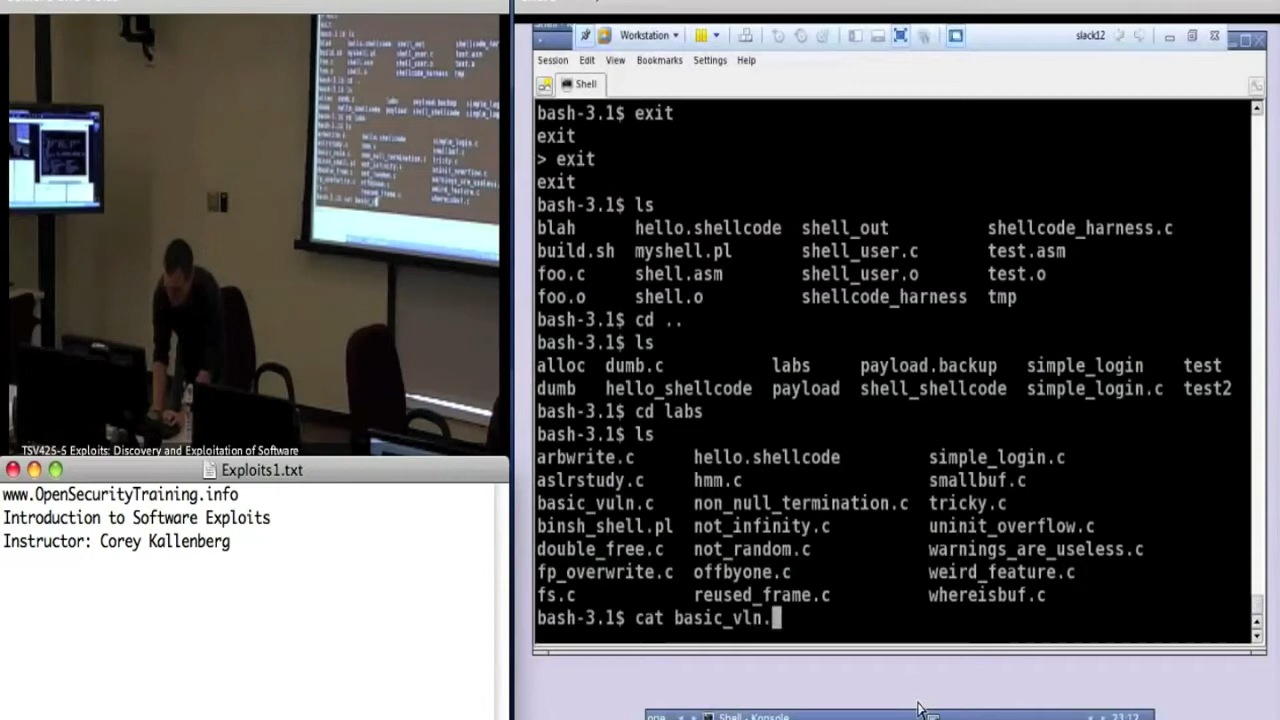 Workstation
slack12
Session Edit View Bookmarks Settings Help
Shell
bash-3.1$ exit
exit
> exit
exit
bash-3.1$ ls
blah hello.shellcode shell_out shellcode_harness.c
build.sh myshell.pl shell_user.c test.asm
foo.c shell.asm shell_user.o test.o
foo.o shell.o shellcode_harness tmp
bash-3.1$ cd ..
bash-3.1$ ls
alloc dumb.c labs payload.backup simple_login test
dumb hello_shellcode payload shell_shellcode simple_login.c test2
bash-3.1$ cd labs
bash-3.1$ ls
arbwrite.c hello.shellcode simple_login.c
aslrstudy.c hmm.c smallbuf.c
basic_vuln.c non_null_termination.c tricky.c
binsh_shell.pl not_infinity.c uninit_overflow.c
double_free.c not_random.c warnings_are_useless.c
fp_overwrite.c offbyone.c weird_feature.c
fs.c reused_frame.c whereisbuf.c
bash-3.1$ cat basic_vln.
TSV425-5 Exploits: Discovery and Exploitation of Software
Exploits1.txt
www.OpenSecurityTraining.info
Introduction to Software Exploits
Instructor: Corey Kallenberg
Shell - Konsole
23:12